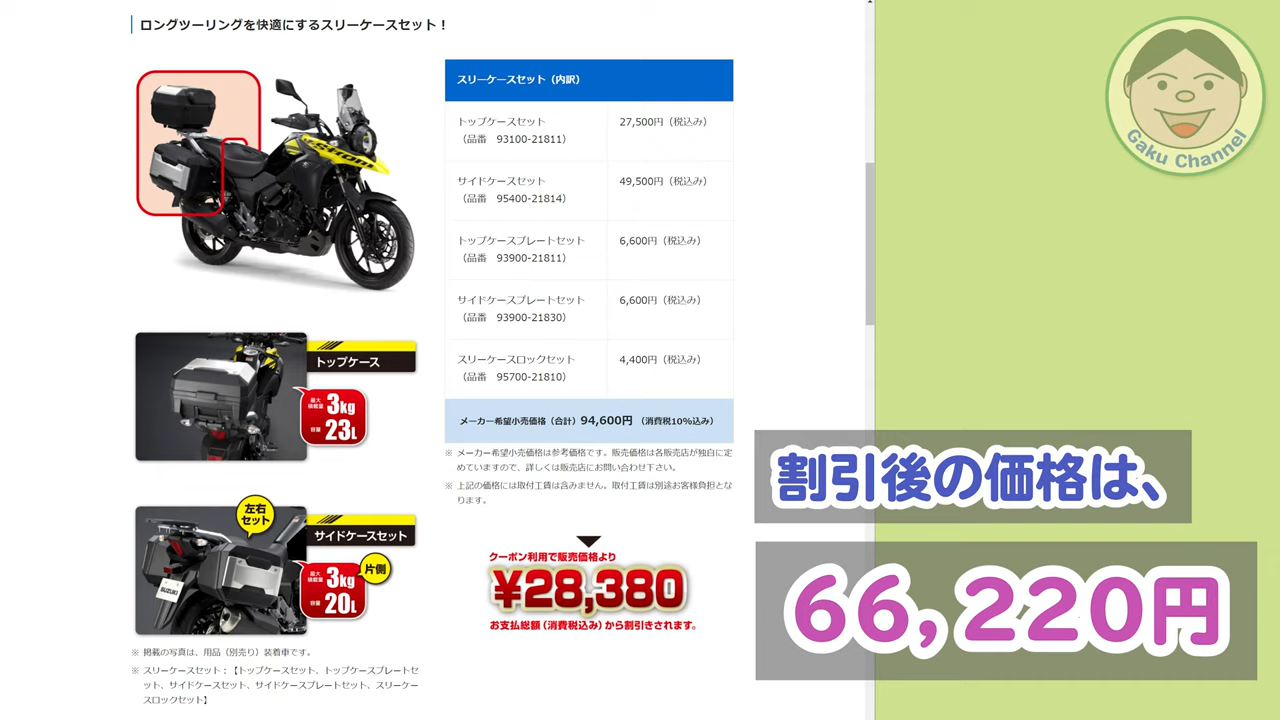 ロングツーリングを快適にするスリーケースセット！
スリーケースセット（内訳）
トップケースセット
（品番　93100-21811）
27,500円（税込み）
サイドケースセット
（品番　95400-21814）
49,500円（税込み）
トップケースプレートセット
（品番　93900-21811）
6,600円（税込み）
サイドケースプレートセット
（品番　93900-21830）
6,600円（税込み）
スリーケースロックセット
（品番　95700-21810）
4,400円（税込み）
メーカー希望小売価格（合計）94,600円 （消費税10%込み）
※ メーカー希望小売価格は参考価格です。販売価格は各販売店が独自に定
めていますので、詳しくは販売店にお問い合わせ下さい。
※ 上記の価格には取付工賃は含みません。取付工賃は別途お客様負担とな
ります。
クーポン利用で販売価格より
¥28,380
お支払総額（消費税込み）から割引きされます。
トップケース
最大
積載量 3kg
容量 23L
左右
セット
サイドケースセット
片側
最大
積載量 3kg
容量 20L
SUZUKI
※ 掲載の写真は、用品（別売り）装着車です。
※ スリーケースセット：【トップケースセット、トップケースプレートセ
ット、サイドケースセット、サイドケースプレートセット、スリーケー
スロックセット】
Gaku Channel
割引後の価格は、
66,220円